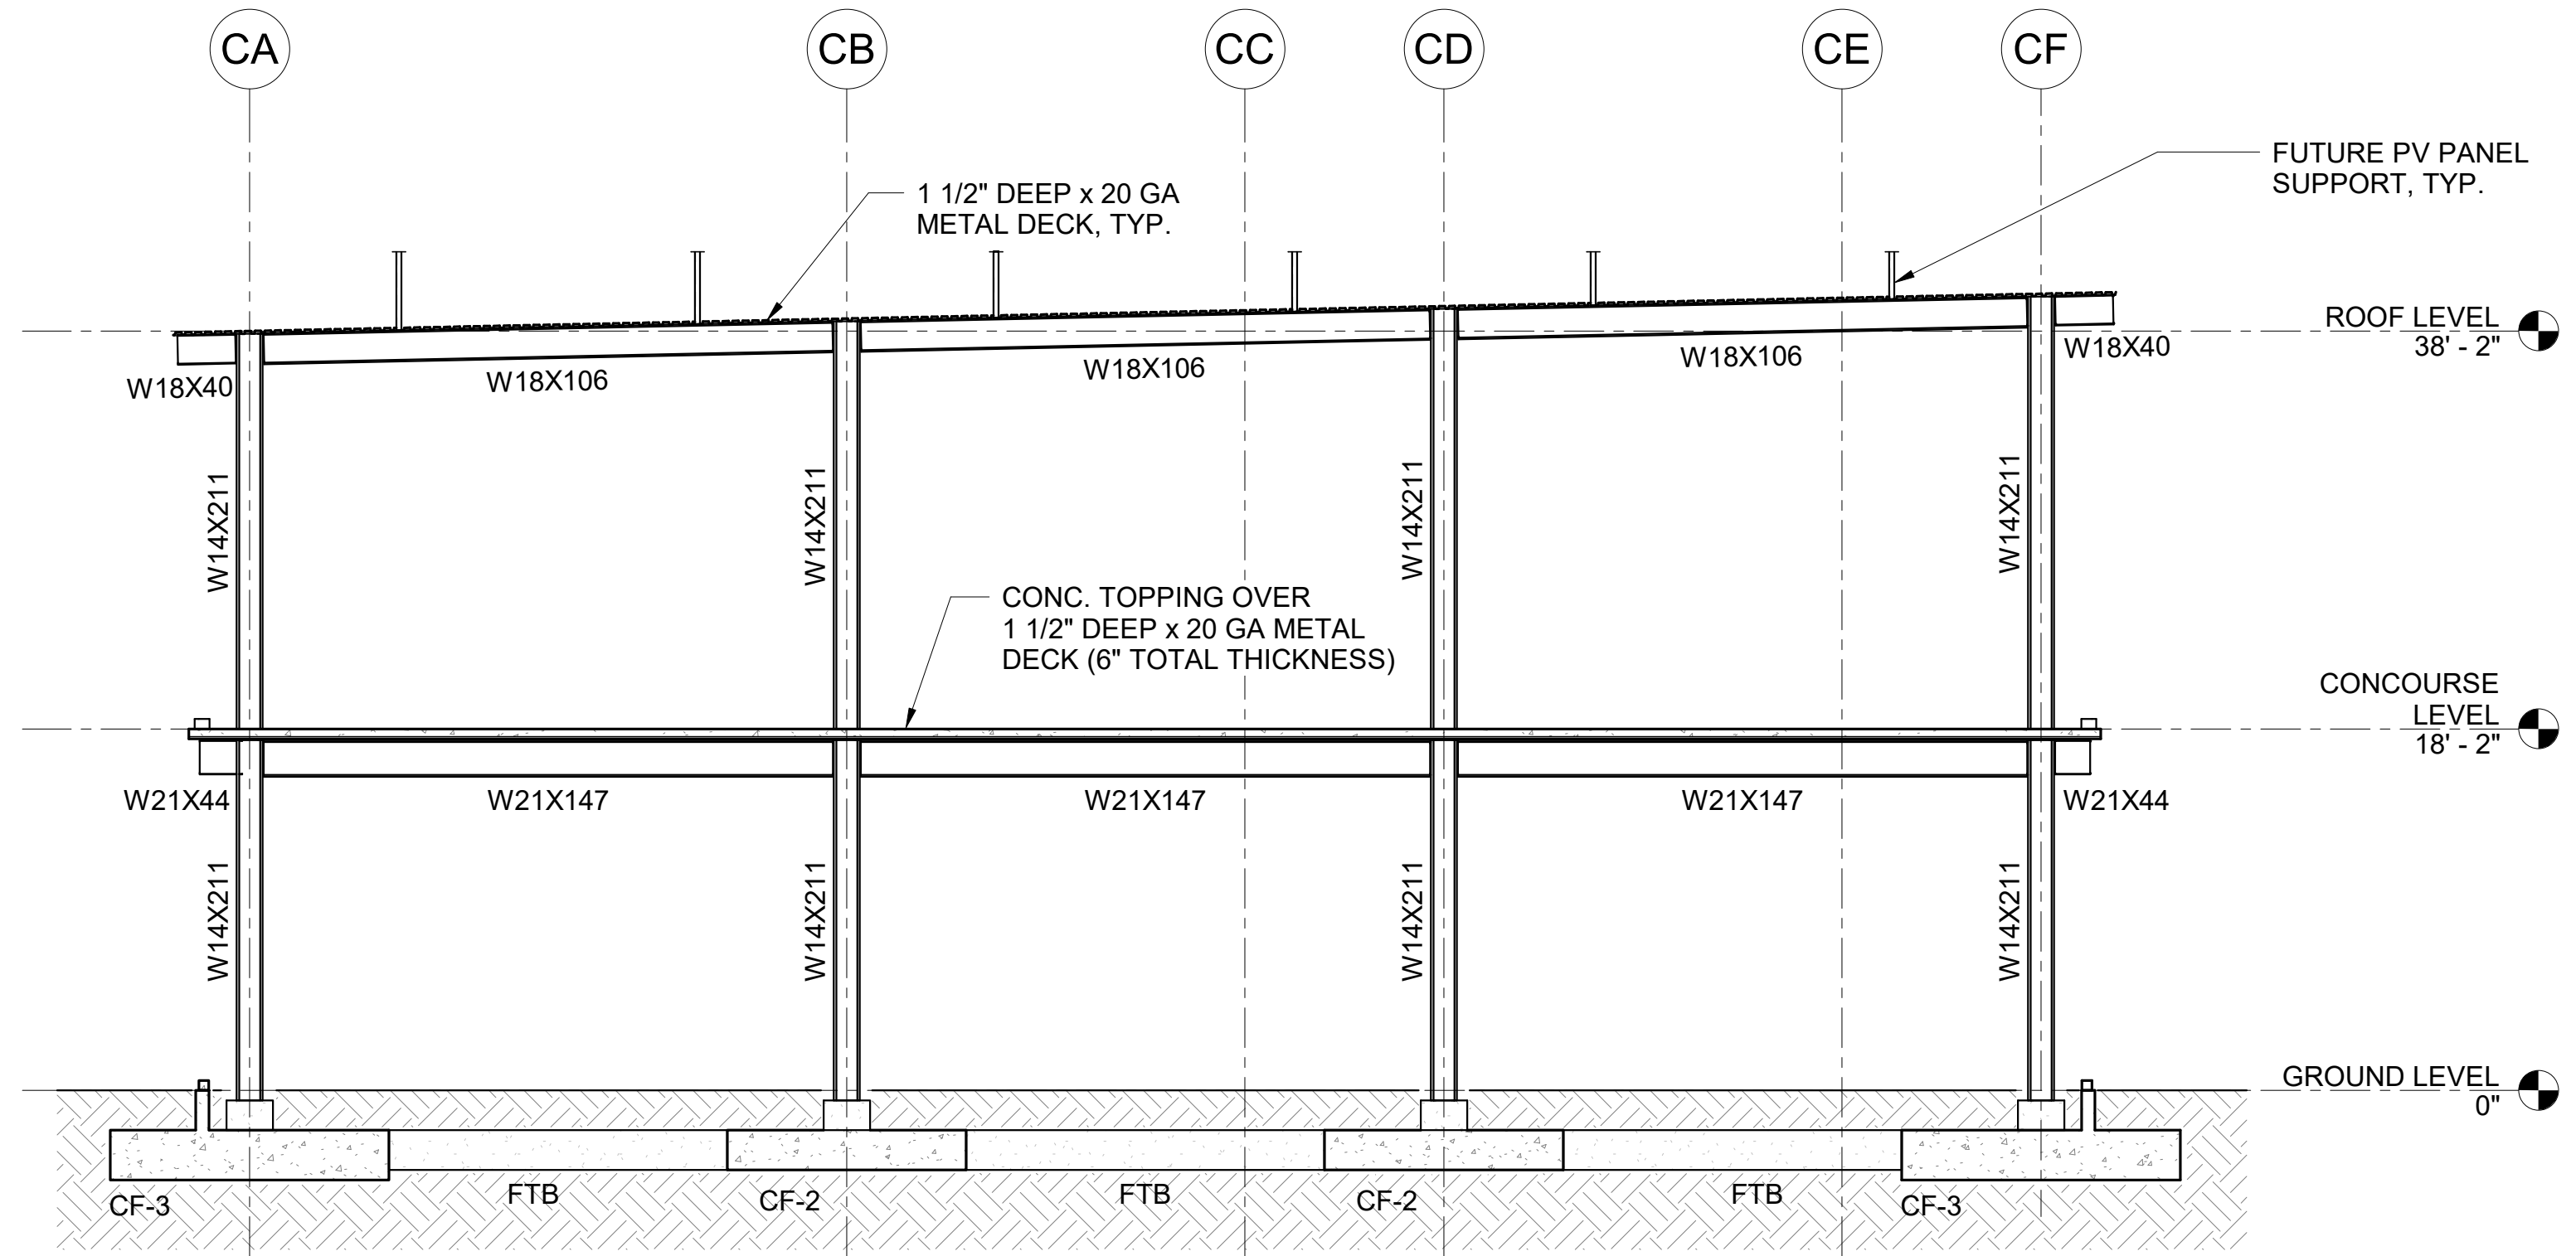 CA
CB
CC
CD
CE
CF
FUTURE PV PANEL
SUPPORT, TYP.
1 1/2" DEEP x 20 GA
METAL DECK, TYP.
ROOF LEVEL
38' - 2"
W18X40
W18X106
W18X106
W18X106
W18X40
W14X211
W14X211
W14X211
W14X211
CONC. TOPPING OVER
1 1/2" DEEP x 20 GA METAL
DECK (6" TOTAL THICKNESS)
CONCOURSE
LEVEL
18' - 2"
W21X44
W21X147
W21X147
W21X147
W21X44
W14X211
W14X211
W14X211
W14X211
GROUND LEVEL
0"
CF-3
FTB
CF-2
FTB
CF-2
FTB
CF-3